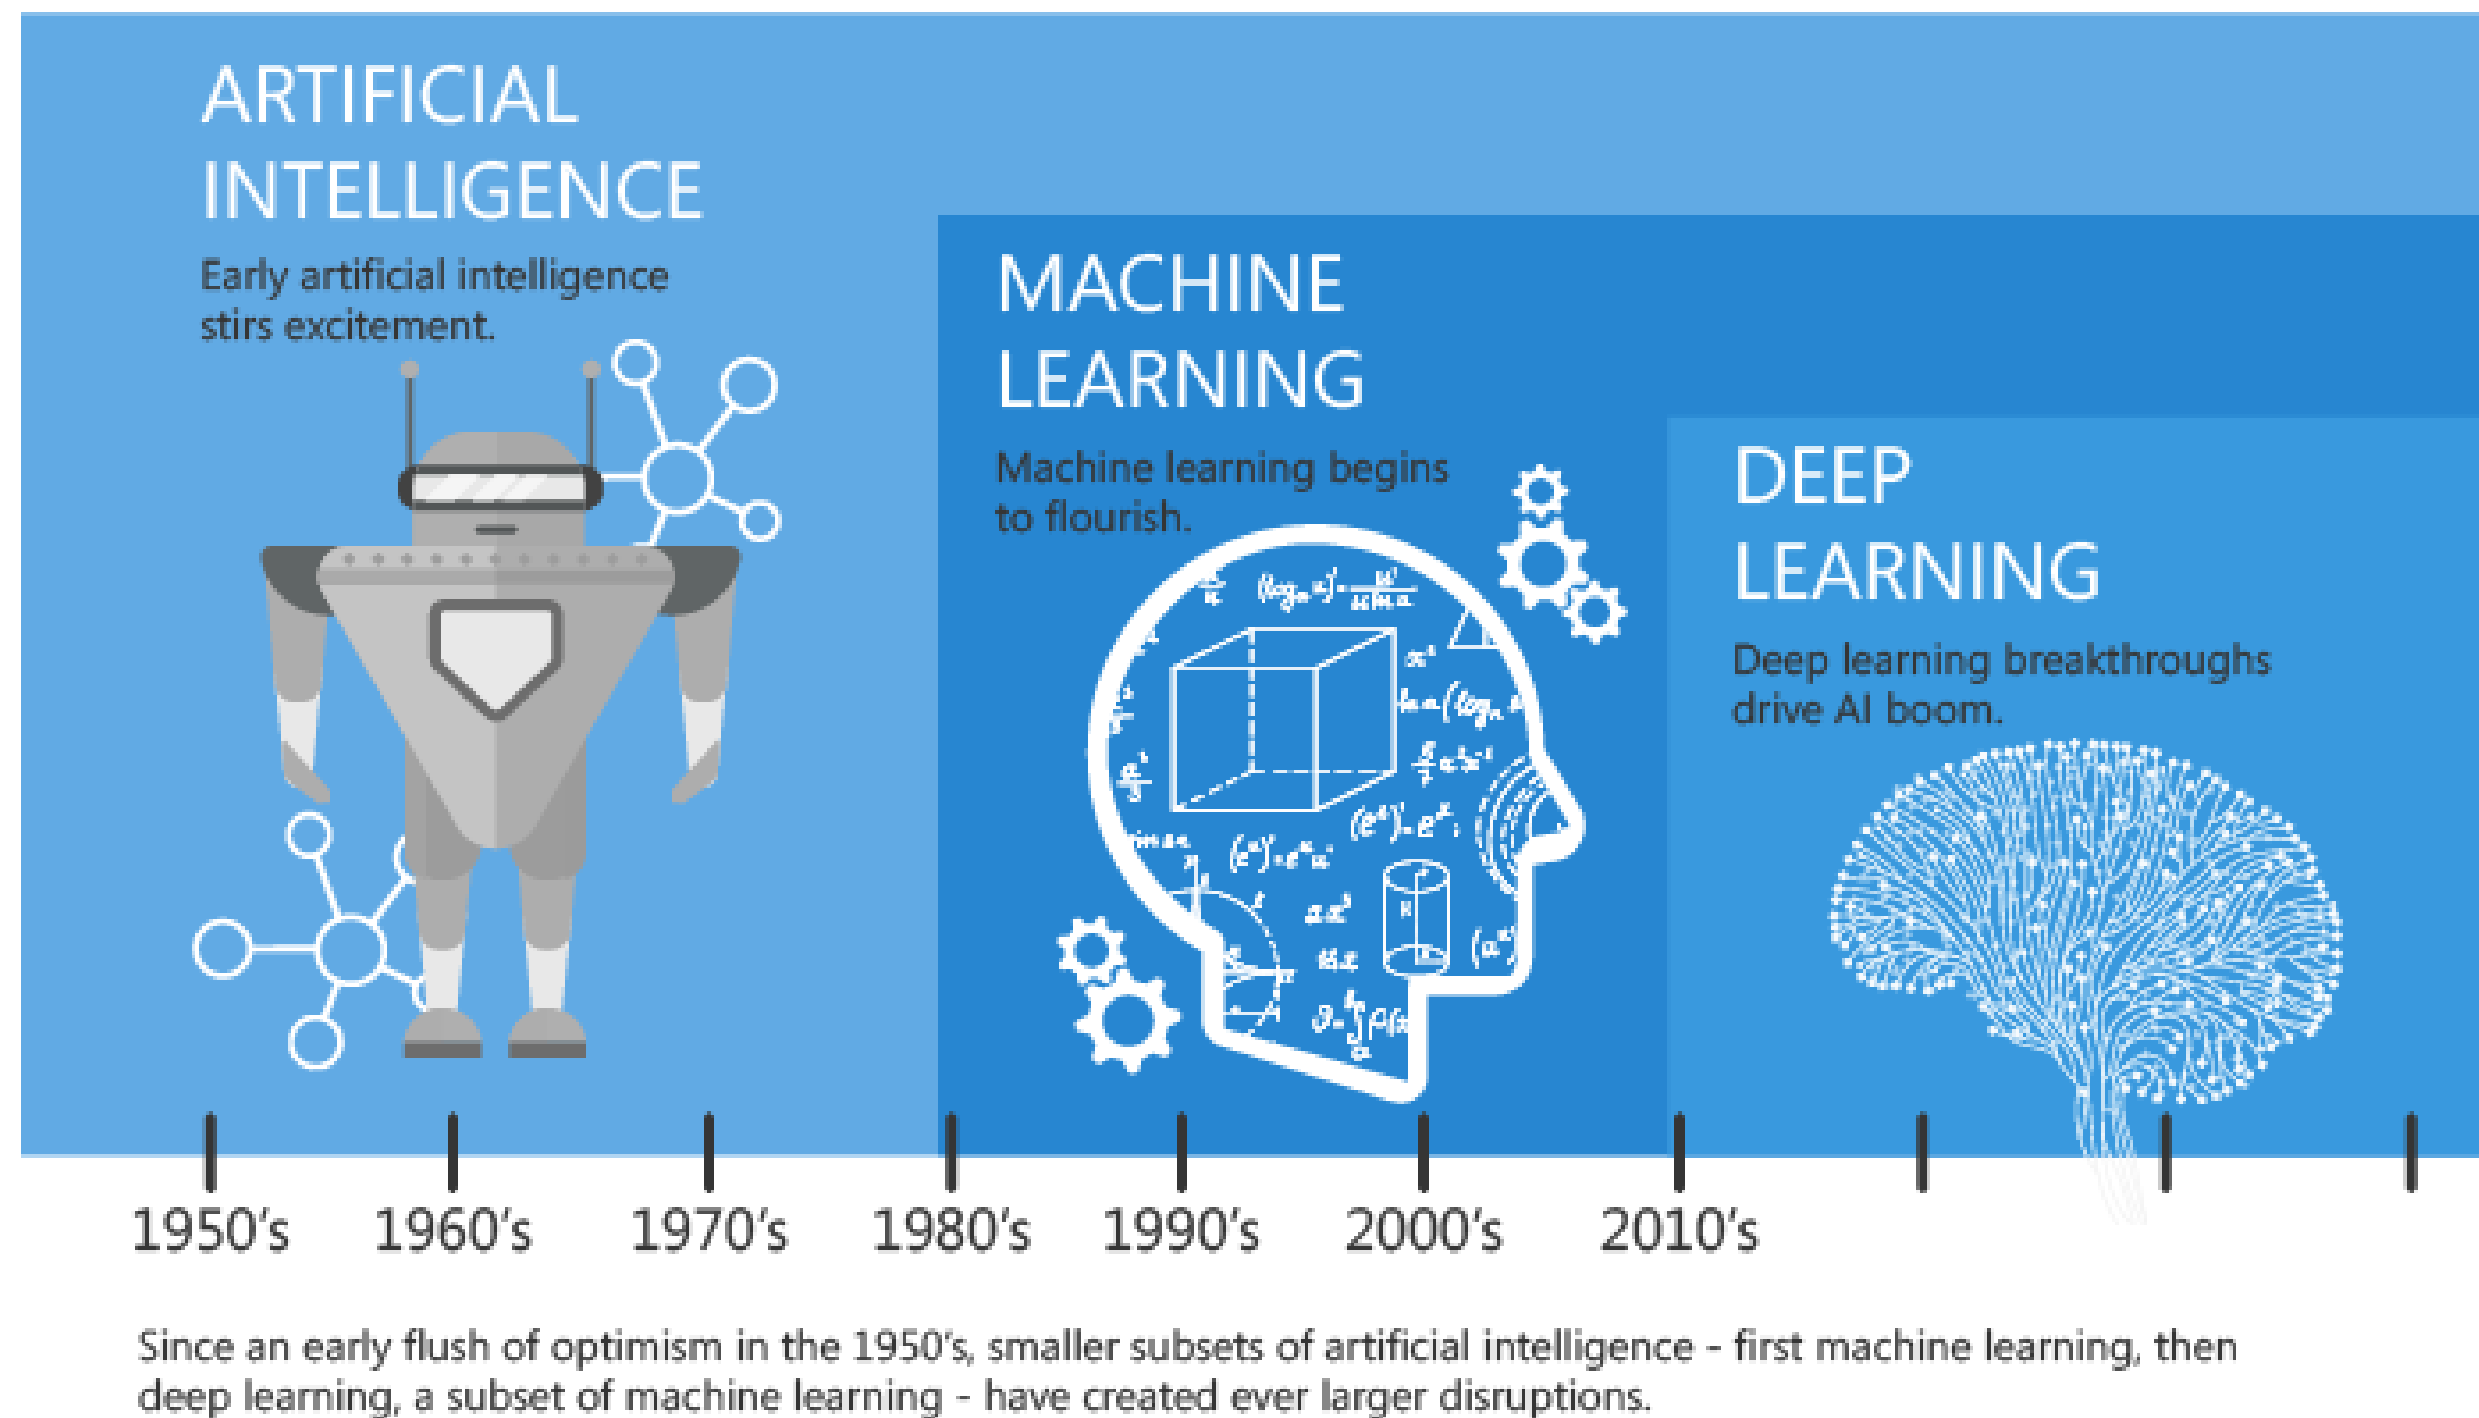 ARTIFICIAL
INTELLIGENCE
Early artificial intelligence
stirs excitement.
MACHINE
LEARNING
Machine learning begins
to flourish.
DEEP
LEARNING
Deep learning breakthroughs
drive AI boom.
1950's 1960's 1970's 1980's 1990's 2000's 2010's
Since an early flush of optimism in the 1950's, smaller subsets of artificial intelligence - first machine learning, then
deep learning, a subset of machine learning - have created ever larger disruptions.